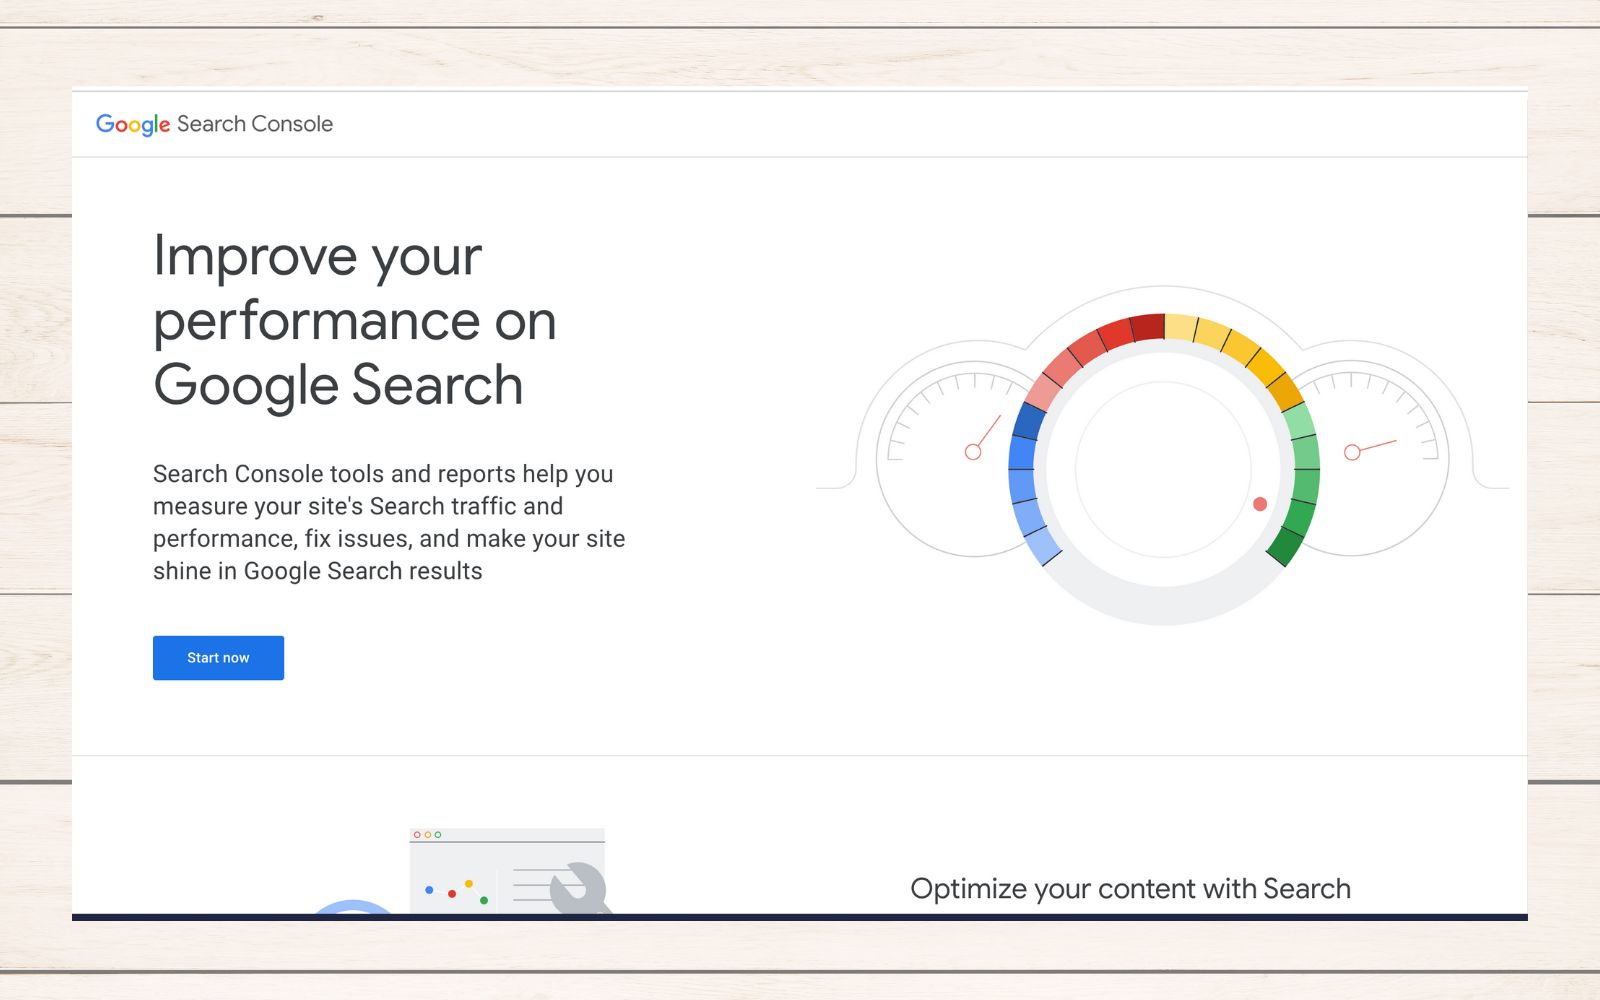 Google Search Console
Improve your
performance on
Google Search
Search Console tools and reports help you
measure your site's Search traffic and
performance, fix issues, and make your site
shine in Google Search results
Start now
Optimize your content with Search